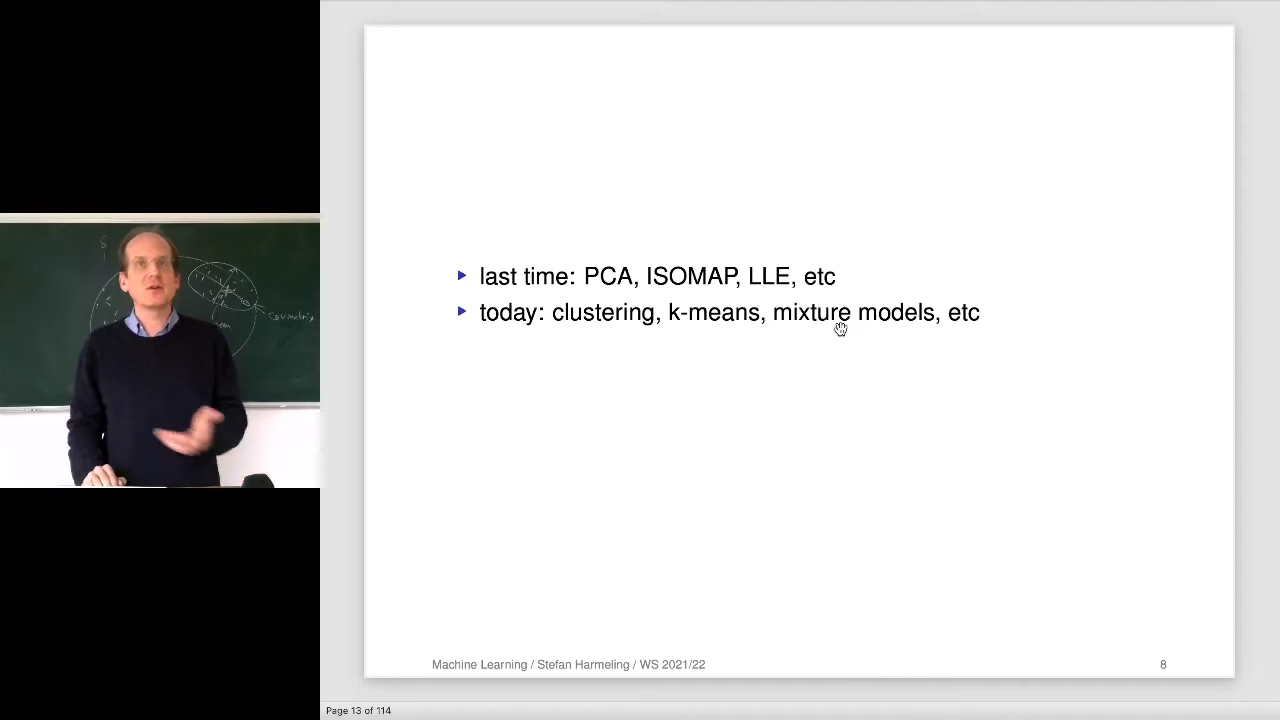 last time: PCA, ISOMAP, LLE, etc
today: clustering, k-means, mixture models, etc
Machine Learning / Stefan Harmeling / WS 2021/22
8
Page 13 of 114